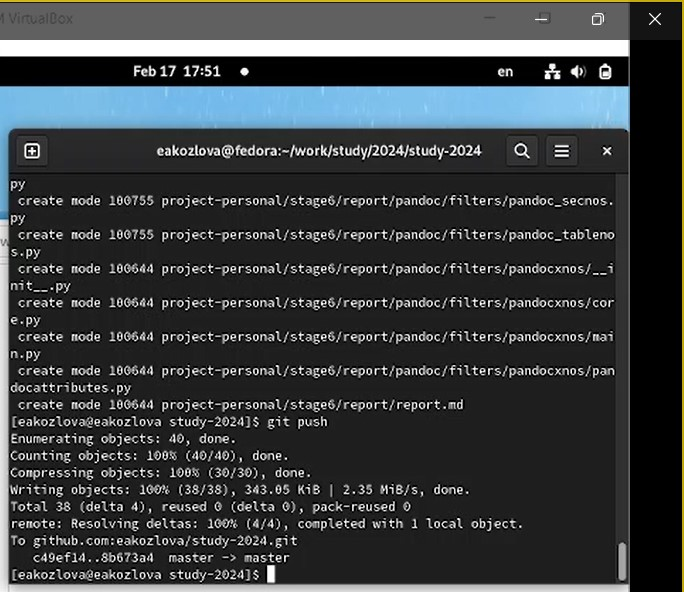 M VirtualBox
Feb 17 17:51
en
eakozlova@fedora:~/work/study/2024/study-2024
py
create mode 100755 project-personal/stage6/report/pandoc/filters/pandoc_secnos.
py
create mode 100755 project-personal/stage6/report/pandoc/filters/pandoc_tableno
s.py
create mode 100644 project-personal/stage6/report/pandoc/filters/pandocxnos/__i
nit__.py
create mode 100644 project-personal/stage6/report/pandoc/filters/pandocxnos/cor
e.py
create mode 100644 project-personal/stage6/report/pandoc/filters/pandocxnos/mai
n.py
create mode 100644 project-personal/stage6/report/pandoc/filters/pandocxnos/pan
docattributes.py
create mode 100644 project-personal/stage6/report/report.md
[eakozlova@eakozlova study-2024]$ git push
Enumerating objects: 40, done.
Counting objects: 100% (40/40), done.
Compressing objects: 100% (30/30), done.
Writing objects: 100% (38/38), 343.05 KiB | 2.35 MiB/s, done.
Total 38 (delta 4), reused 0 (delta 0), pack-reused 0
remote: Resolving deltas: 100% (4/4), completed with 1 local object.
To github.com:eakozlova/study-2024.git
c49ef14..8b673a4 master -> master
[eakozlova@eakozlova study-2024]$